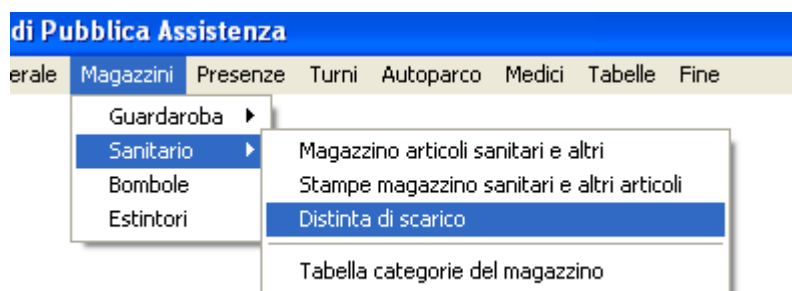 di Pubblica Assistenza
erale Magazzini Presenze Turni Autoparco Medici Tabelle Fine
Guardaroba
Sanitario
Magazzino articoli sanitari e altri
Bombole
Stampe magazzino sanitari e altri articoli
Estintori
Distinta di scarico
Tabella categorie del magazzino